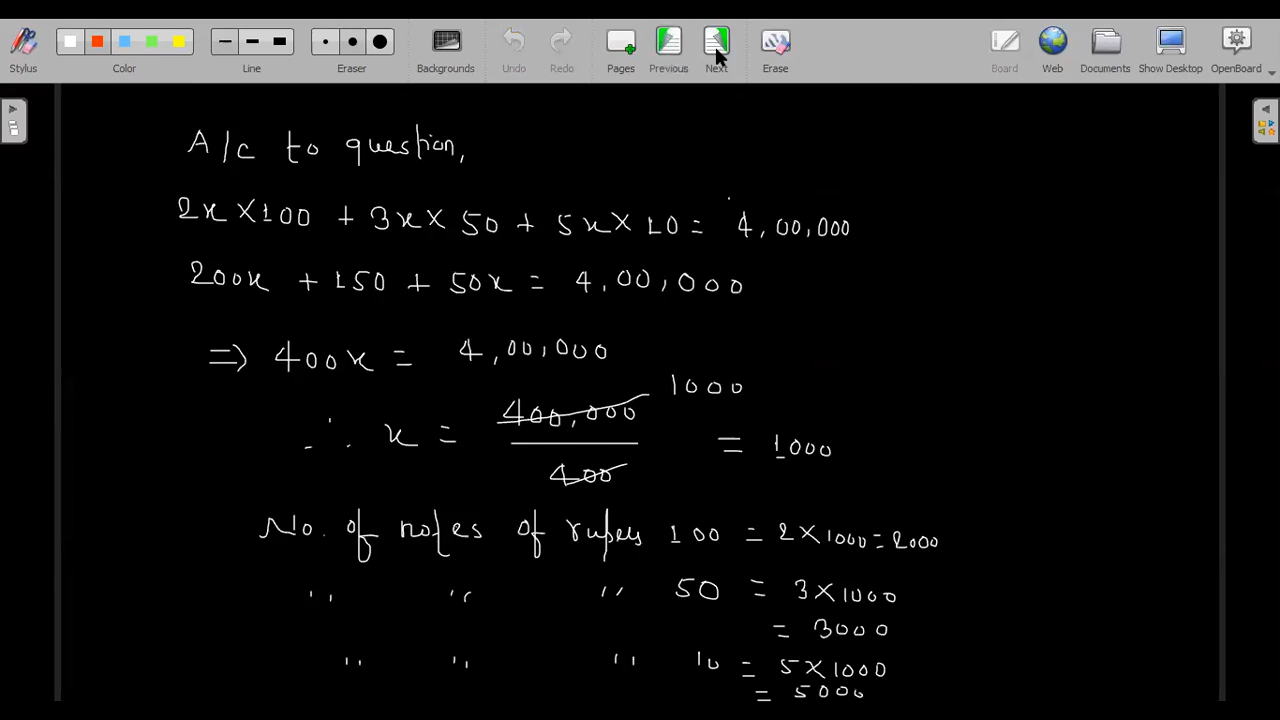 Stylus Color Line Eraser Backgrounds Undo Redo Pages Previous Next Erase Board Web Documents Show Desktop OpenBoard
A/c to question,
2x×100 + 3x×50 + 5x×10 = 4,00,000
200x + 150 + 50x = 4,00,000
=> 400x = 4,00,000
1000
∴ x = 400,000 / 400 = 1000
No. of notes of rupees 100 = 2×1000=2000
,, ,, ,, 50 = 3×1000
= 3000
,, ,, ,, 10 = 5×1000
= 5000